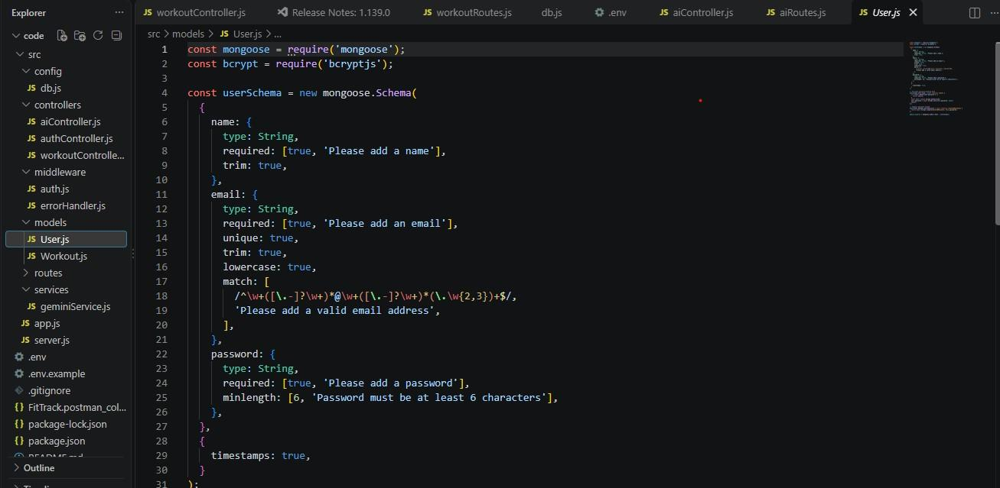 Explorer
workoutController.js
Release Notes: 1.139.0
workoutRoutes.js
db.js
.env
aiController.js
aiRoutes.js
User.js
code
src
config
db.js
controllers
aiController.js
authController.js
workoutControlle...
middleware
auth.js
errorHandler.js
models
User.js
Workout.js
routes
services
geminiService.js
app.js
server.js
.env
.env.example
.gitignore
FitTrack.postman_col...
package-lock.json
package.json
README.md
Outline
src > models > JS User.js > ...
1 const mongoose = require('mongoose');
2 const bcrypt = require('bcryptjs');
3
4 const userSchema = new mongoose.Schema(
5 {
6 name: {
7 type: String,
8 required: [true, 'Please add a name'],
9 trim: true,
10 },
11 email: {
12 type: String,
13 required: [true, 'Please add an email'],
14 unique: true,
15 trim: true,
16 lowercase: true,
17 match: [
18 /^\w+([\.-]?\w+)*@\w+([\.-]?\w+)*(\.\w{2,3})+$/,
19 'Please add a valid email address',
20 ],
21 },
22 password: {
23 type: String,
24 required: [true, 'Please add a password'],
25 minlength: [6, 'Password must be at least 6 characters'],
26 },
27 },
28 {
29 timestamps: true,
30 }
31 );